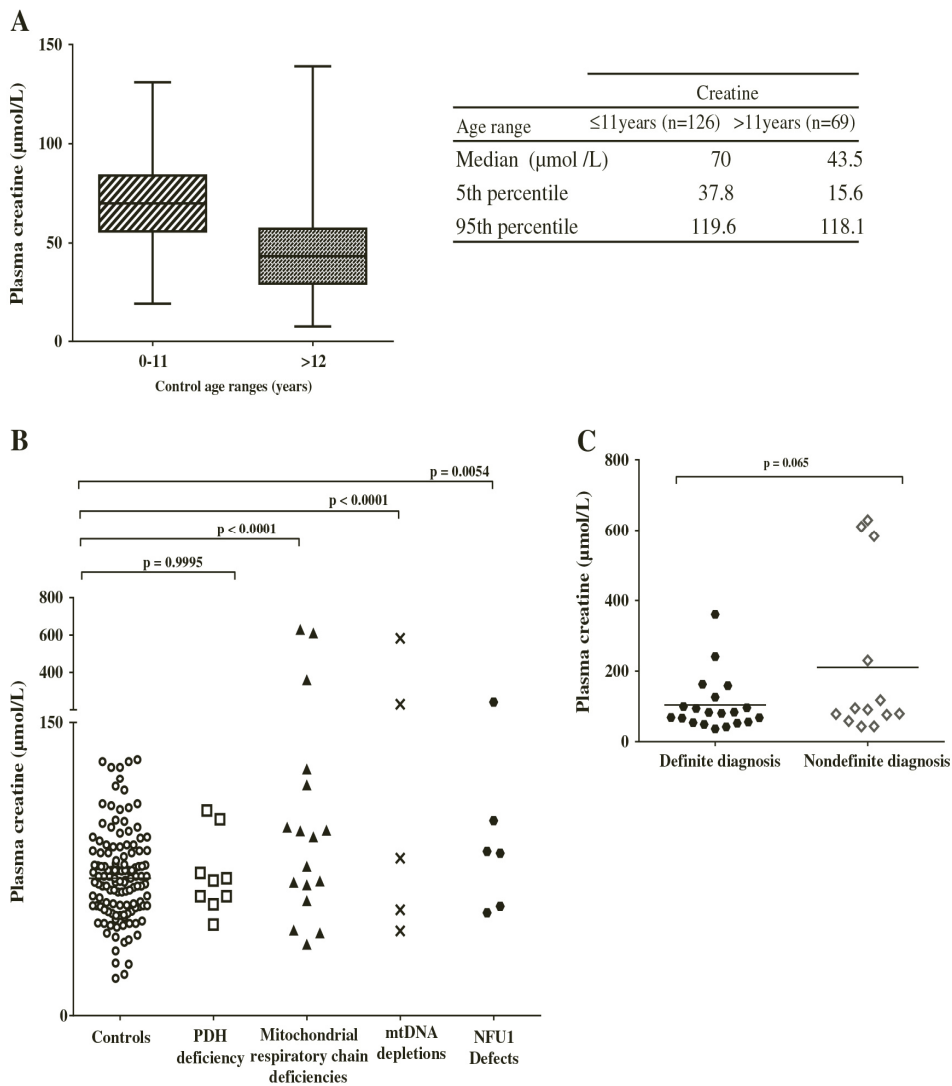 A
150
100
50
0
Plasma creatine (µmol/L)
0-11
>12
Control age ranges (years)
Creatine
Age range ≤11years (n=126) >11years (n=69)
Median (µmol /L) 70 43.5
5th percentile 37.8 15.6
95th percentile 119.6 118.1
B
p = 0.0054
p < 0.0001
p < 0.0001
p = 0.9995
800
600
400
150
0
Plasma creatine (µmol/L)
Controls
PDH
deficiency
Mitochondrial
respiratory chain
deficiencies
mtDNA
depletions
NFU1
Defects
C
p = 0.065
800
600
400
200
0
Plasma creatine (µmol/L)
Definite diagnosis
Nondefinite diagnosis